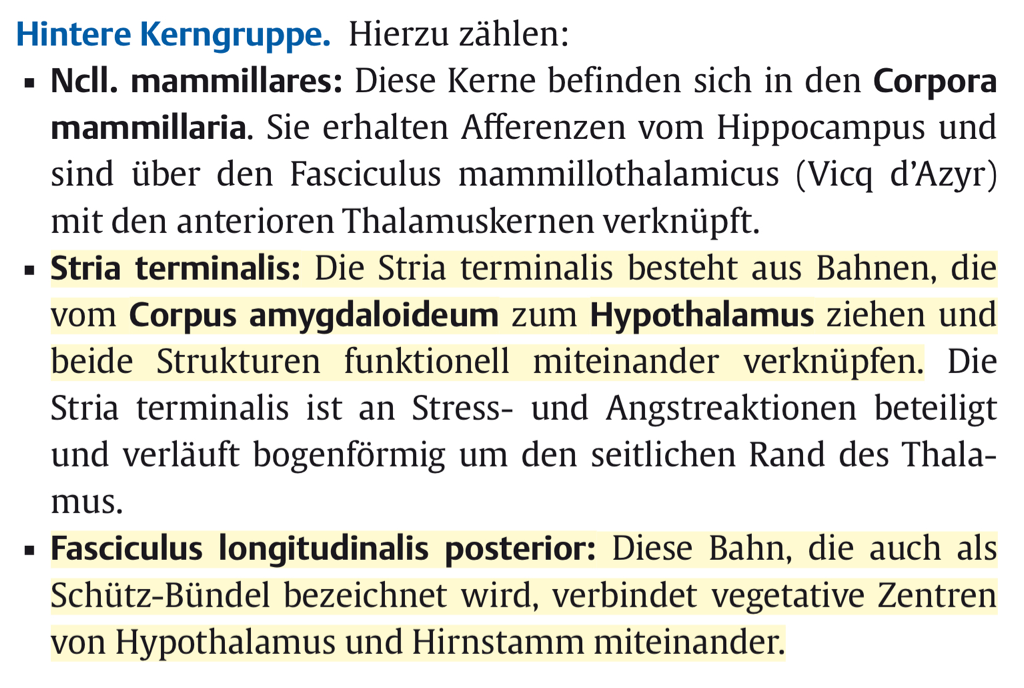 Hintere Kerngruppe. Hierzu zählen:
▪ Ncll. mammillares: Diese Kerne befinden sich in den Corpora
mammillaria. Sie erhalten Afferenzen vom Hippocampus und
sind über den Fasciculus mammillothalamicus (Vicq d’Azyr)
mit den anterioren Thalamuskernen verknüpft.
▪ Stria terminalis: Die Stria terminalis besteht aus Bahnen, die
vom Corpus amygdaloideum zum Hypothalamus ziehen und
beide Strukturen funktionell miteinander verknüpfen. Die
Stria terminalis ist an Stress- und Angstreaktionen beteiligt
und verläuft bogenförmig um den seitlichen Rand des Thala-
mus.
▪ Fasciculus longitudinalis posterior: Diese Bahn, die auch als
Schütz-Bündel bezeichnet wird, verbindet vegetative Zentren
von Hypothalamus und Hirnstamm miteinander.